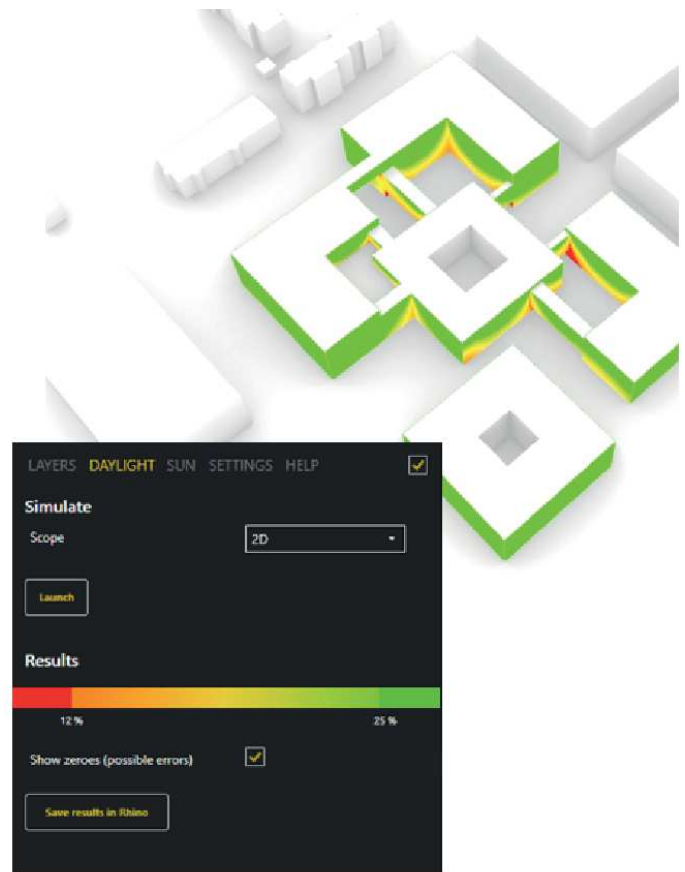 LAYERS DAYLIGHT SUN SETTINGS HELP
Simulate
Scope 2D
Launch
Results
12 % 25 %
Show zeroes (possible errors)
Save results in Rhino